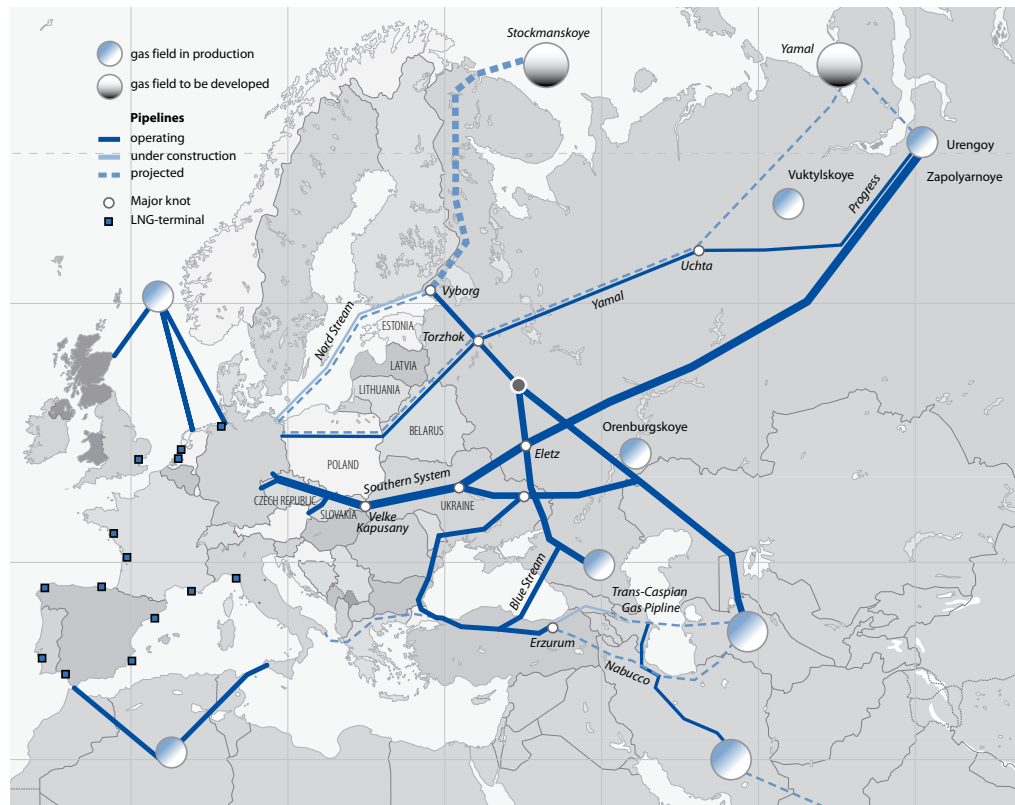 Stockmanskoye
Yamal
gas field in production
gas field to be developed
Pipelines
operating
under construction
projected
Major knot
LNG-terminal
Urengoy
Zapolyarnoye
Vuktylskoye
Progress
Uchta
Yamal
Vyborg
Nord Stream
ESTONIA
Torzhok
LATVIA
LITHUANIA
BELARUS
Orenburgskoye
Eletz
POLAND
Southern System
CZECH REPUBLIC
SLOVAKIA
UKRAINE
Velke
Kapusany
Blue Stream
Trans-Caspian
Gas Pipline
Erzurum
Nabucco